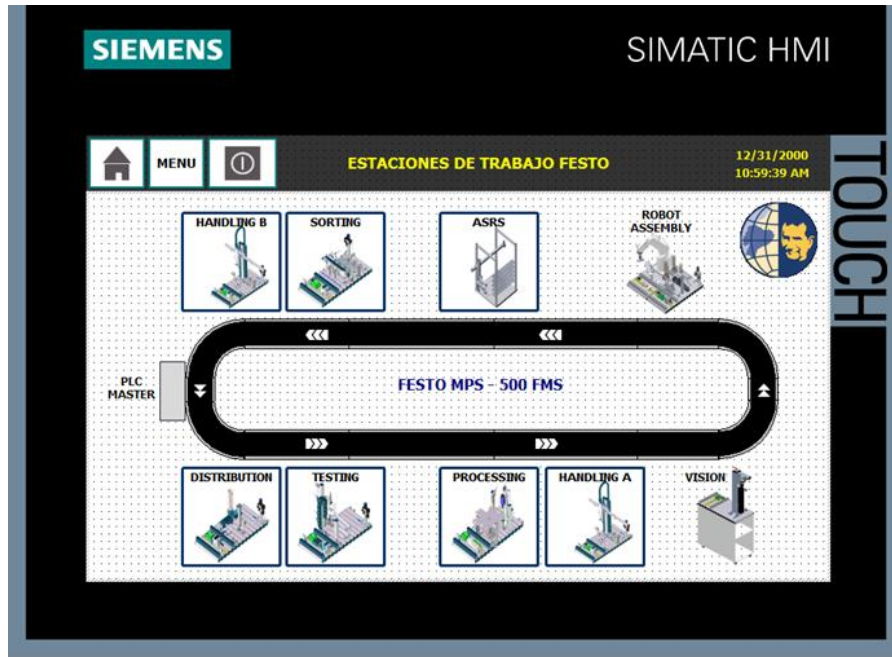 SIEMENS
SIMATIC HMI
TOUCH
MENU
ESTACIONES DE TRABAJO FESTO
12/31/2000
10:59:39 AM
HANDLING B
SORTING
ASRS
ROBOT
ASSEMBLY
PLC
MASTER
FESTO MPS - 500 FMS
DISTRIBUTION
TESTING
PROCESSING
HANDLING A
VISION